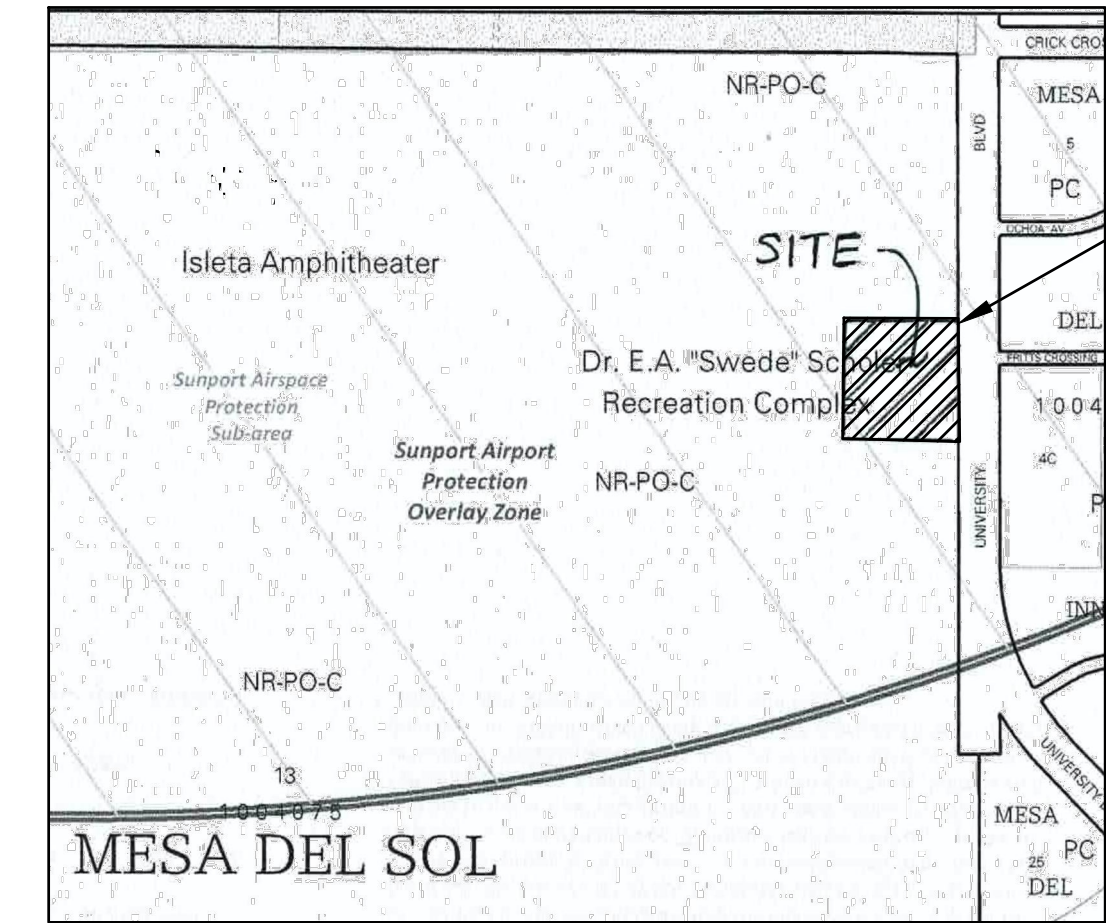 CRICK CROS
NR-PO-C
MESA
BLVD
5
PC
OCHOA AV
SITE
Isleta Amphitheater
DEL
Dr. E.A. "Swede" Scholer
FRITTS CROSSING
Recreation Complex
1004
Sunport Airspace
Protection
Sub-area
Sunport Airport
Protection
Overlay Zone
NR-PO-C
4C
UNIVERSITY
P
INN
NR-PO-C
13
1004075
MESA DEL SOL
UNIVERSITY
MESA
PC
25
DEL